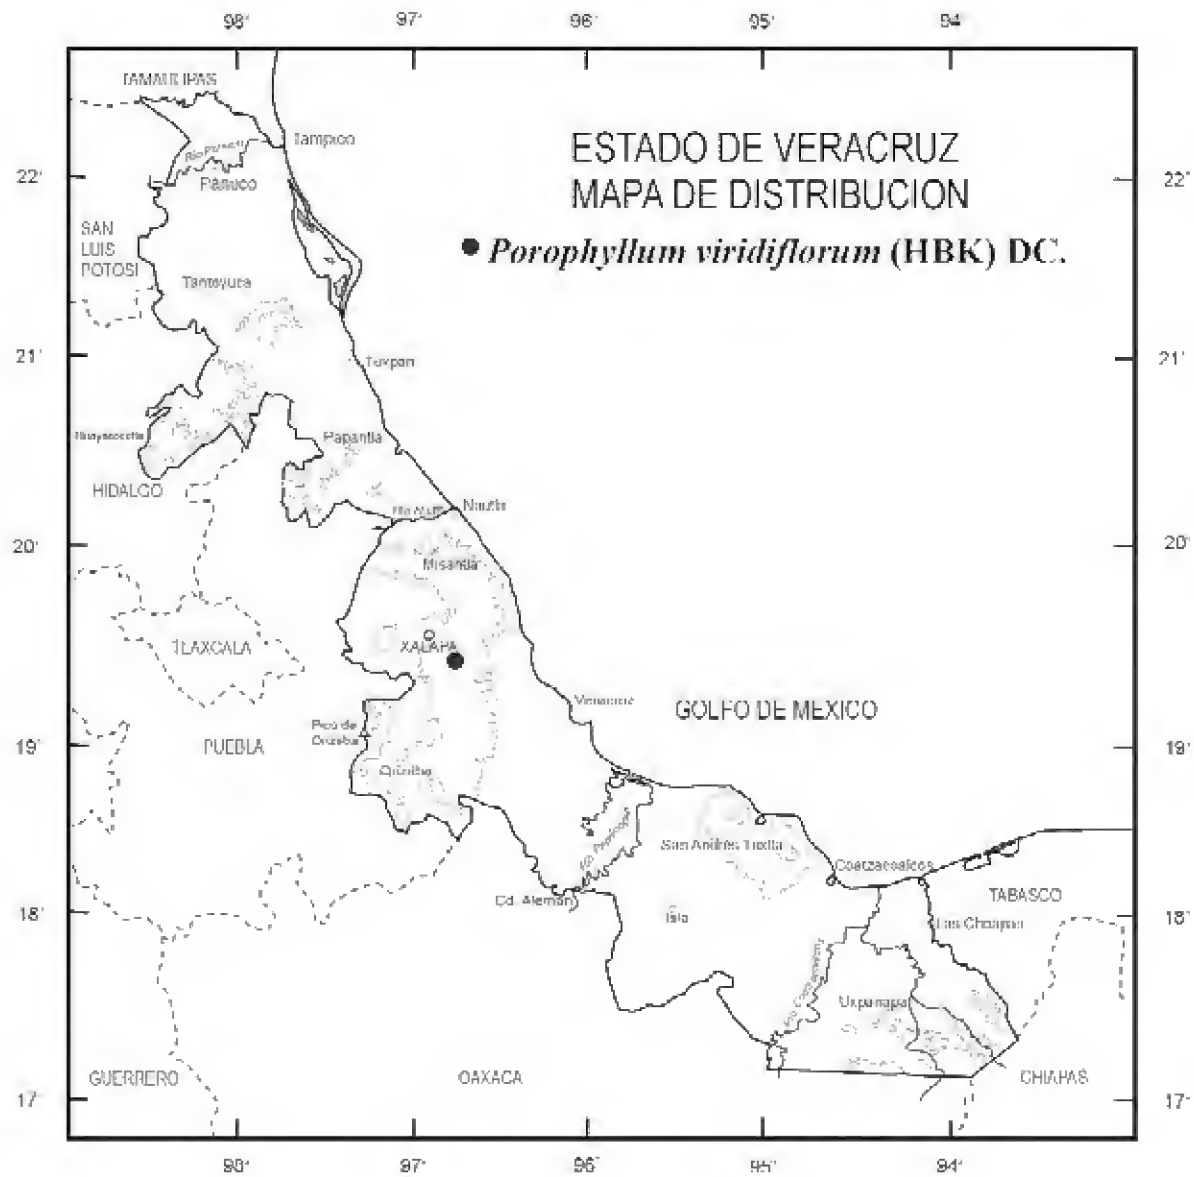 98° 97° 96° 95° 94°
TAMAULIPAS
Tampico
ESTADO DE VERACRUZ
MAPA DE DISTRIBUCION
● Porophyllum viridiflorum (HBK) DC.
22° 22°
Pánuco
SAN
LUIS
POTOSI
Tantoyuca
21° 21°
Tuxpan
Papantla
Huayacocotla
HIDALGO
Nautla
20° 20°
Misantla
TLAXCALA
XALAPA
Veracruz
GOLFO DE MEXICO
Pico de
Orizaba
PUEBLA
19° 19°
Orizaba
Río Papaloapan
San Andrés Tuxtla
Coatzacoalcos
Cd. Alemán
TABASCO
18° 18°
Isla
Las Choapas
Uxpanapa
GUERRERO
OAXACA
CHIAPAS
17° 17°
98° 97° 96° 95° 94°